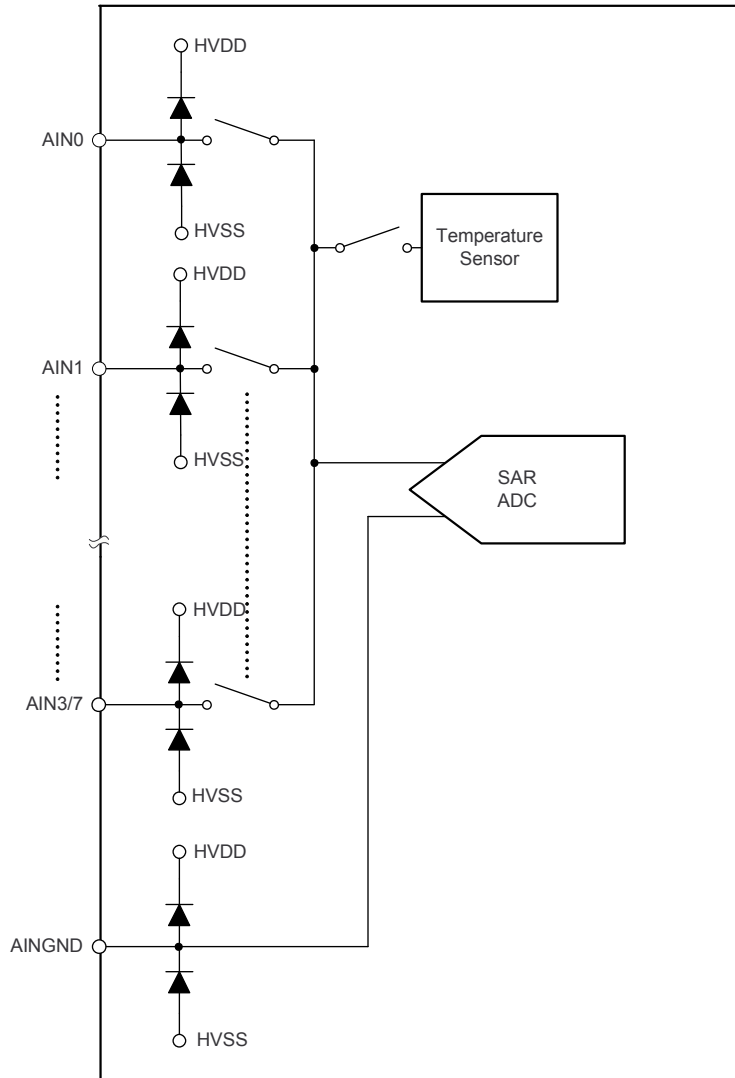 HVDD
AIN0
HVSS
Temperature
Sensor
HVDD
AIN1
HVSS
SAR
ADC
HVDD
AIN3/7
HVSS
HVDD
AINGND
HVSS